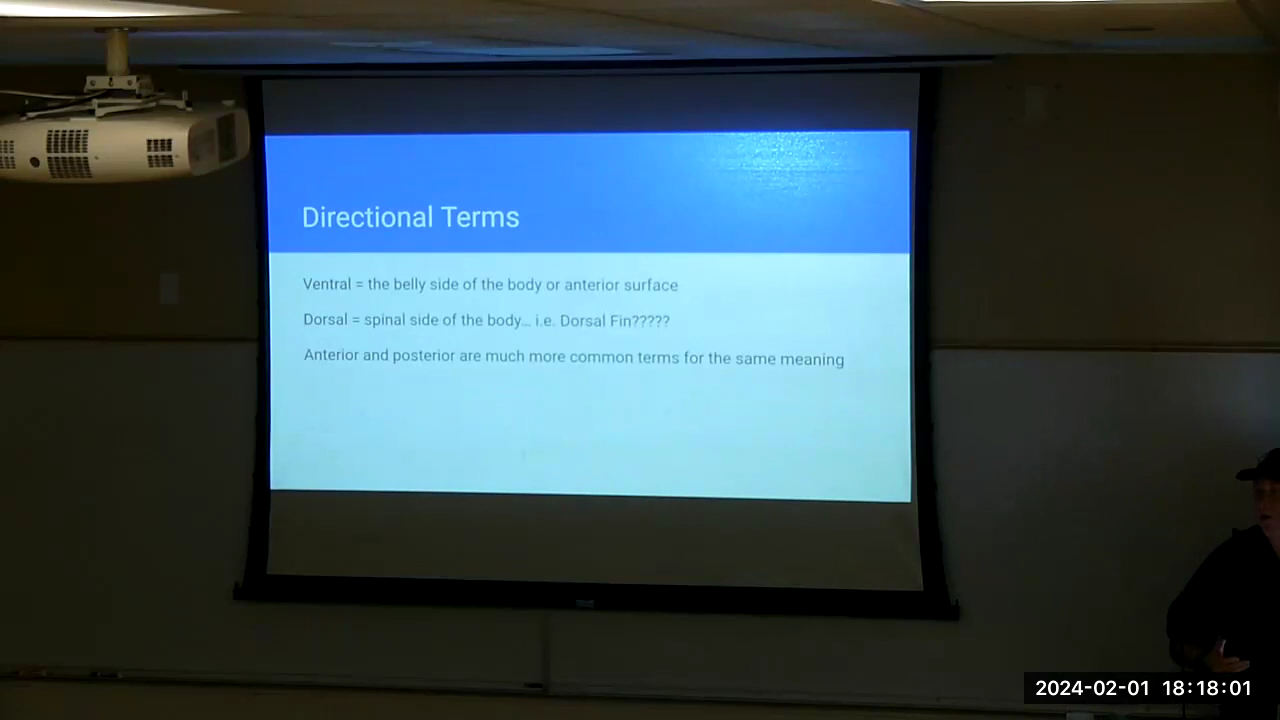 Directional Terms
Ventral = the belly side of the body or anterior surface
Dorsal = spinal side of the body... i.e. Dorsal Fin?????
Anterior and posterior are much more common terms for the same meaning
2024-02-01 18:18:01